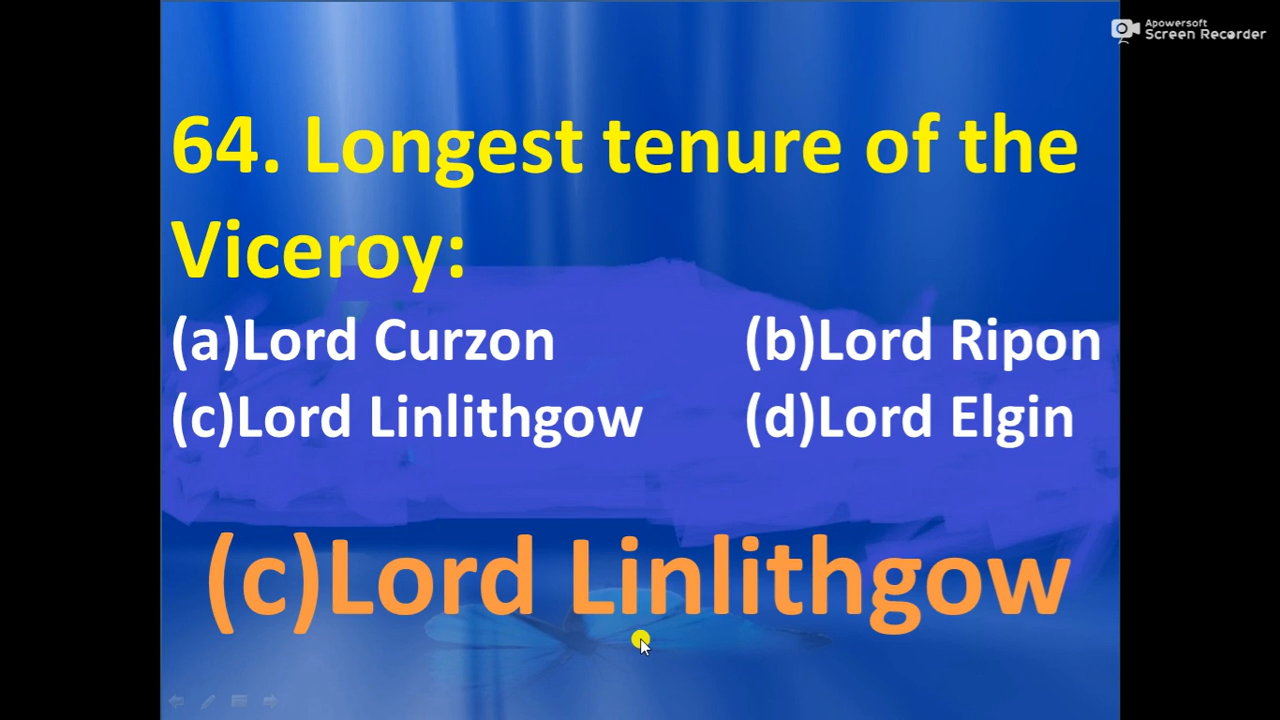 Apowersoft
Screen Recorder
64. Longest tenure of the
Viceroy:
(a)Lord Curzon (b)Lord Ripon
(c)Lord Linlithgow (d)Lord Elgin
(c)Lord Linlithgow